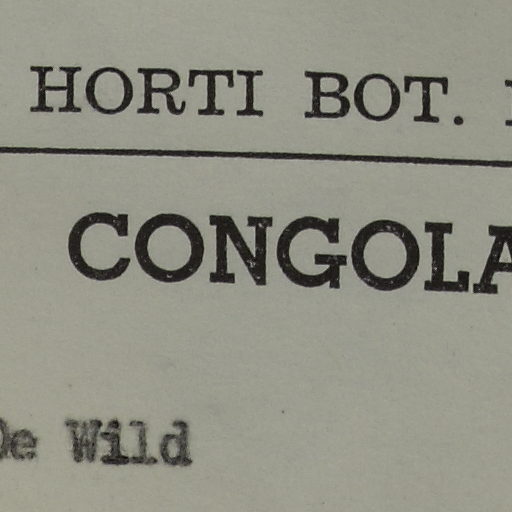 HORTI BOT.
CONGOLA
De Wild